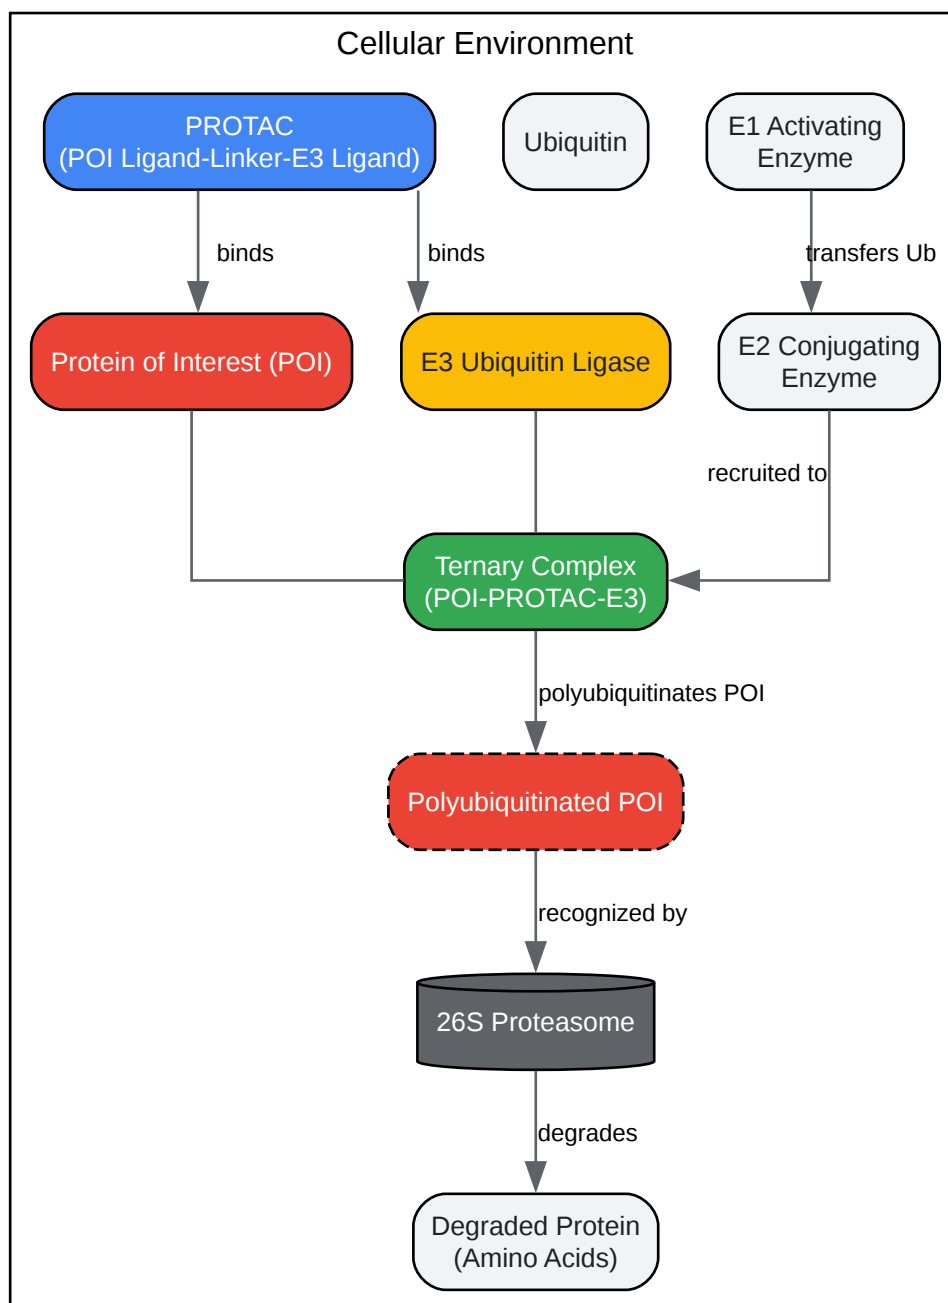 Cellular Environment
PROTAC
(POI Ligand-Linker-E3 Ligand)
Ubiquitin
E1 Activating
Enzyme
binds
binds
transfers Ub
Protein of Interest (POI)
E3 Ubiquitin Ligase
E2 Conjugating
Enzyme
recruited to
Ternary Complex
(POI-PROTAC-E3)
polyubiquitinates POI
Polyubiquitinated POI
recognized by
26S Proteasome
degrades
Degraded Protein
(Amino Acids)